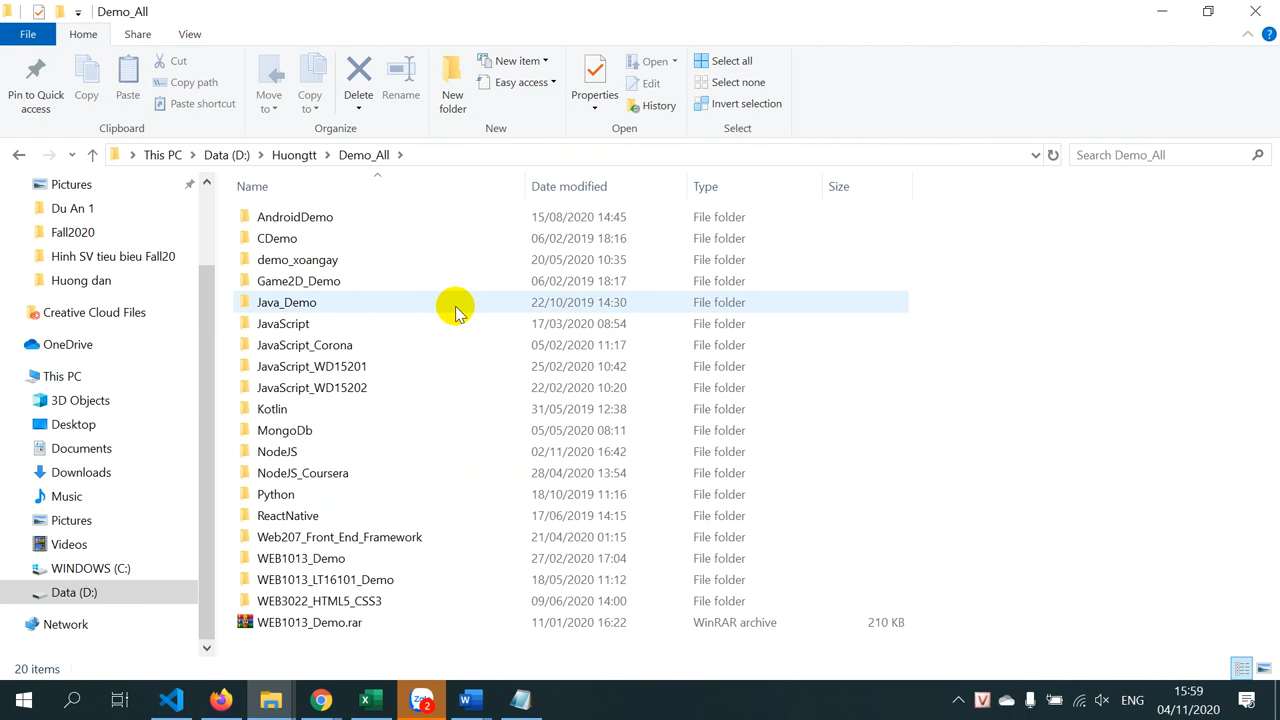 Demo_All
File Home Share View
Pin to Quick access
Copy
Paste
Cut
Copy path
Paste shortcut
Clipboard
Move to
Copy to
Delete
Rename
Organize
New folder
New item
Easy access
New
Properties
Open
Edit
History
Open
Select all
Select none
Invert selection
Select
This PC Data (D:) Huongtt Demo_All
Search Demo_All
Pictures
Du An 1
Fall2020
Hinh SV tieu bieu Fall20
Huong dan
Creative Cloud Files
OneDrive
This PC
3D Objects
Desktop
Documents
Downloads
Music
Pictures
Videos
WINDOWS (C:)
Data (D:)
Network
Name Date modified Type Size
AndroidDemo 15/08/2020 14:45 File folder
CDemo 06/02/2019 18:16 File folder
demo_xoangay 20/05/2020 10:35 File folder
Game2D_Demo 06/02/2019 18:17 File folder
Java_Demo 22/10/2019 14:30 File folder
JavaScript 17/03/2020 08:54 File folder
JavaScript_Corona 05/02/2020 11:17 File folder
JavaScript_WD15201 25/02/2020 10:42 File folder
JavaScript_WD15202 22/02/2020 10:20 File folder
Kotlin 31/05/2019 12:38 File folder
MongoDb 05/05/2020 08:11 File folder
NodeJS 02/11/2020 16:42 File folder
NodeJS_Coursera 28/04/2020 13:54 File folder
Python 18/10/2019 11:16 File folder
ReactNative 17/06/2019 14:15 File folder
Web207_Front_End_Framework 21/04/2020 01:15 File folder
WEB1013_Demo 27/02/2020 17:04 File folder
WEB1013_LT16101_Demo 18/05/2020 11:12 File folder
WEB3022_HTML5_CSS3 09/06/2020 14:00 File folder
WEB1013_Demo.rar 11/01/2020 16:22 WinRAR archive 210 KB
20 items
Zalo
2
ENG
15:59
04/11/2020